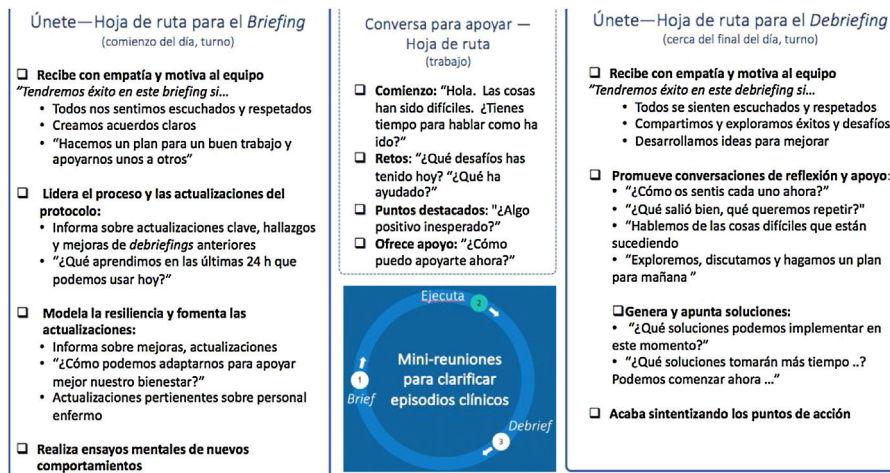 Únete—Hoja de ruta para el Briefing
(comienzo del día, turno)
❑ Recibe con empatía y motiva al equipo
"Tendremos éxito en este briefing si...
• Todos nos sentimos escuchados y respetados
• Creamos acuerdos claros
• "Hacemos un plan para un buen trabajo y
apoyarnos unos a otros"
❑ Lidera el proceso y las actualizaciones del
protocolo:
• Informa sobre actualizaciones clave, hallazgos
y mejoras de debriefings anteriores
• "¿Qué aprendimos en las últimas 24 h que
podemos usar hoy?"
❑ Modela la resiliencia y fomenta las
actualizaciones:
• Informa sobre mejoras, actualizaciones
• "¿Cómo podemos adaptarnos para apoyar
mejor nuestro bienestar?"
• Actualizaciones pertinentes sobre personal
enfermo
❑ Realiza ensayos mentales de nuevos
comportamientos
Conversa para apoyar —
Hoja de ruta
(trabajo)
❑ Comienzo: "Hola. Las cosas
han sido difíciles. ¿Tienes
tiempo para hablar como ha
ido?"
❑ Retos: "¿Qué desafíos has
tenido hoy? "¿Qué ha
ayudado?"
❑ Puntos destacados: "¿Algo
positivo inesperado?"
❑ Ofrece apoyo: "¿Cómo
puedo apoyarte ahora?"
Ejecuta
2
Mini-reuniones
para clarificar
episodios clínicos
1
Brief
Debrief
3
Únete—Hoja de ruta para el Debriefing
(cerca del final del día, turno)
❑ Recibe con empatía y motiva al equipo
"Tendremos éxito en este debriefing si...
• Todos se sienten escuchados y respetados
• Compartimos y exploramos éxitos y desafíos
• Desarrollamos ideas para mejorar
❑ Promueve conversaciones de reflexión y apoyo:
• "¿Cómo os sentis cada uno ahora?"
• "¿Qué salió bien, qué queremos repetir?"
• "Hablemos de las cosas difíciles que están
sucediendo
• "Exploremos, discutamos y hagamos un plan
para mañana "
❑Genera y apunta soluciones:
• "¿Qué soluciones podemos implementar en
este momento?"
• "¿Qué soluciones tomarán más tiempo ..?
Podemos comenzar ahora ..."
❑ Acaba sintentizando los puntos de acción